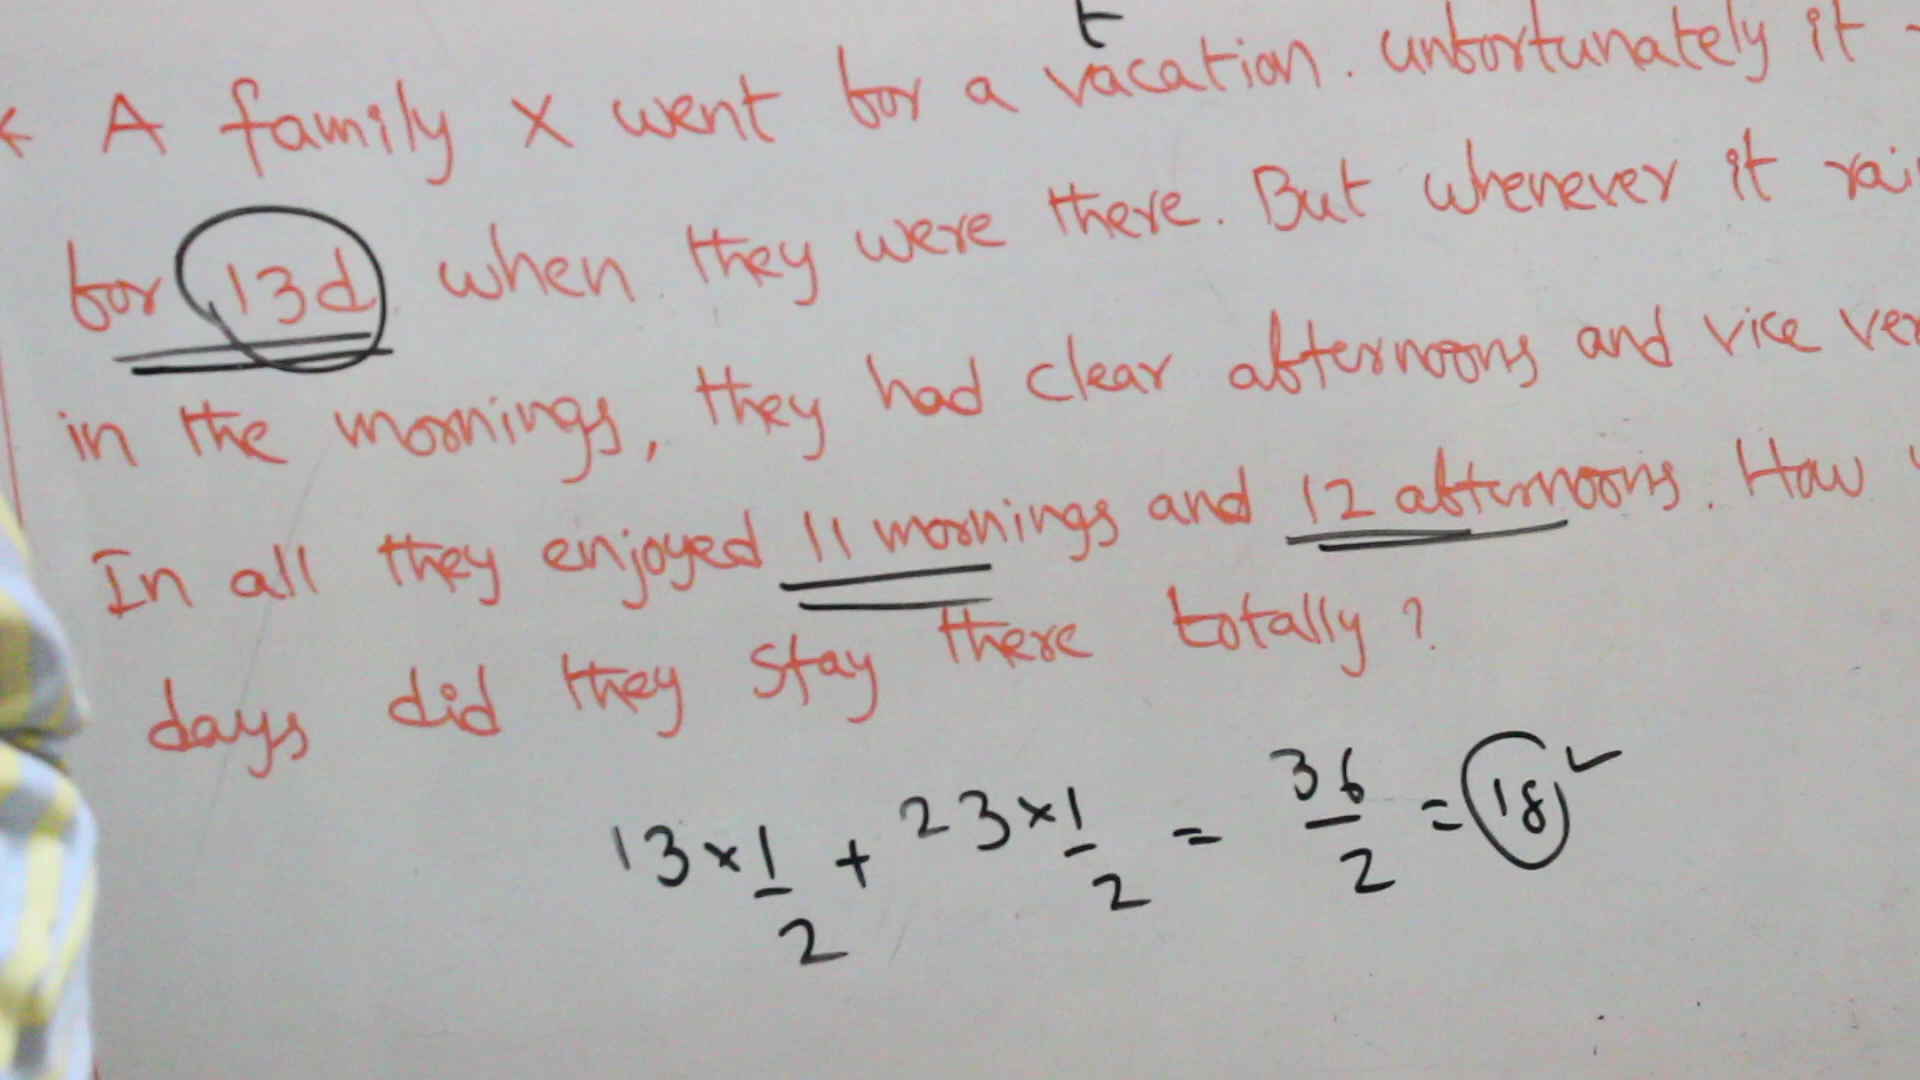 A family X went for a vacation. unfortunately it
for 13d when they were there. But whenever it rai
in the mornings, they had clear afternoons and vice ver
In all they enjoyed 11 mornings and 12 afternoons. How
days did they stay there totally?
13 × 1/2 + 23 × 1/2 = 36/2 = 18 ✓